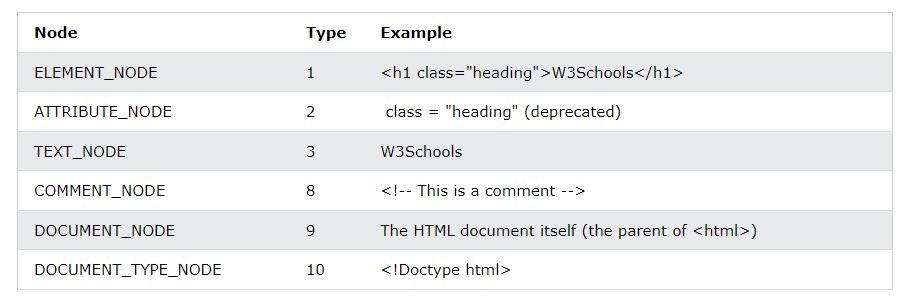 Node Type Example
ELEMENT_NODE 1 <h1 class="heading">W3Schools</h1>
ATTRIBUTE_NODE 2 class = "heading" (deprecated)
TEXT_NODE 3 W3Schools
COMMENT_NODE 8 <!-- This is a comment -->
DOCUMENT_NODE 9 The HTML document itself (the parent of <html>)
DOCUMENT_TYPE_NODE 10 <!Doctype html>